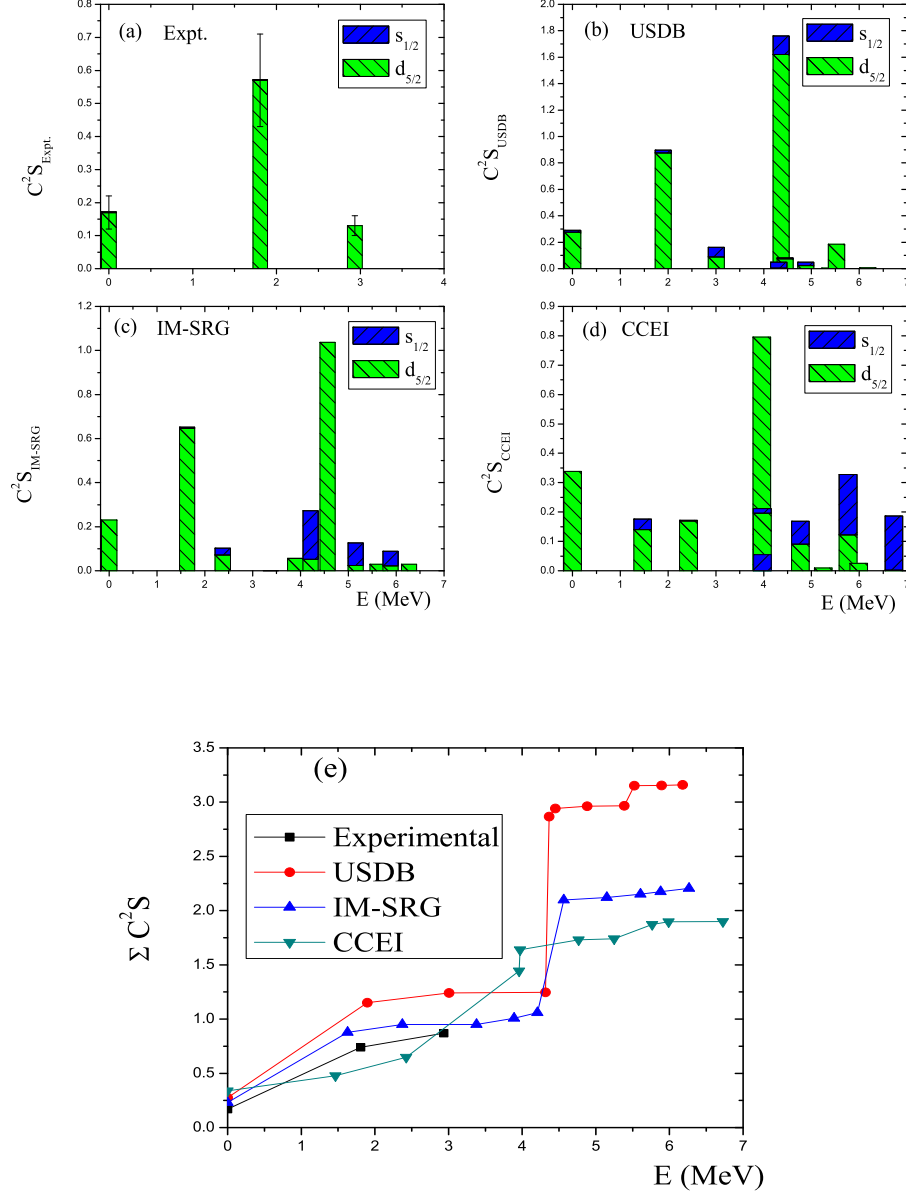 (a) Expt.
s1/2
d5/2
C2SExpt.
0.8
0.7
0.6
0.5
0.4
0.3
0.2
0.1
0.0
0 1 2 3 4
(b) USDB
s1/2
d5/2
C2SUSDB
2.0
1.8
1.6
1.4
1.2
1.0
0.8
0.6
0.4
0.2
0.0
0 1 2 3 4 5 6 7
(c) IM-SRG
s1/2
d5/2
C2SIM-SRG
1.2
1.0
0.8
0.6
0.4
0.2
0.0
0 1 2 3 4 5 6 7
E (MeV)
(d) CCEI
s1/2
d5/2
C2SCCEI
0.9
0.8
0.7
0.6
0.5
0.4
0.3
0.2
0.1
0.0
0 1 2 3 4 5 6 7
E (MeV)
(e)
Experimental
USDB
IM-SRG
CCEI
Σ C2S
3.5
3.0
2.5
2.0
1.5
1.0
0.5
0.0
0 1 2 3 4 5 6 7
E (MeV)